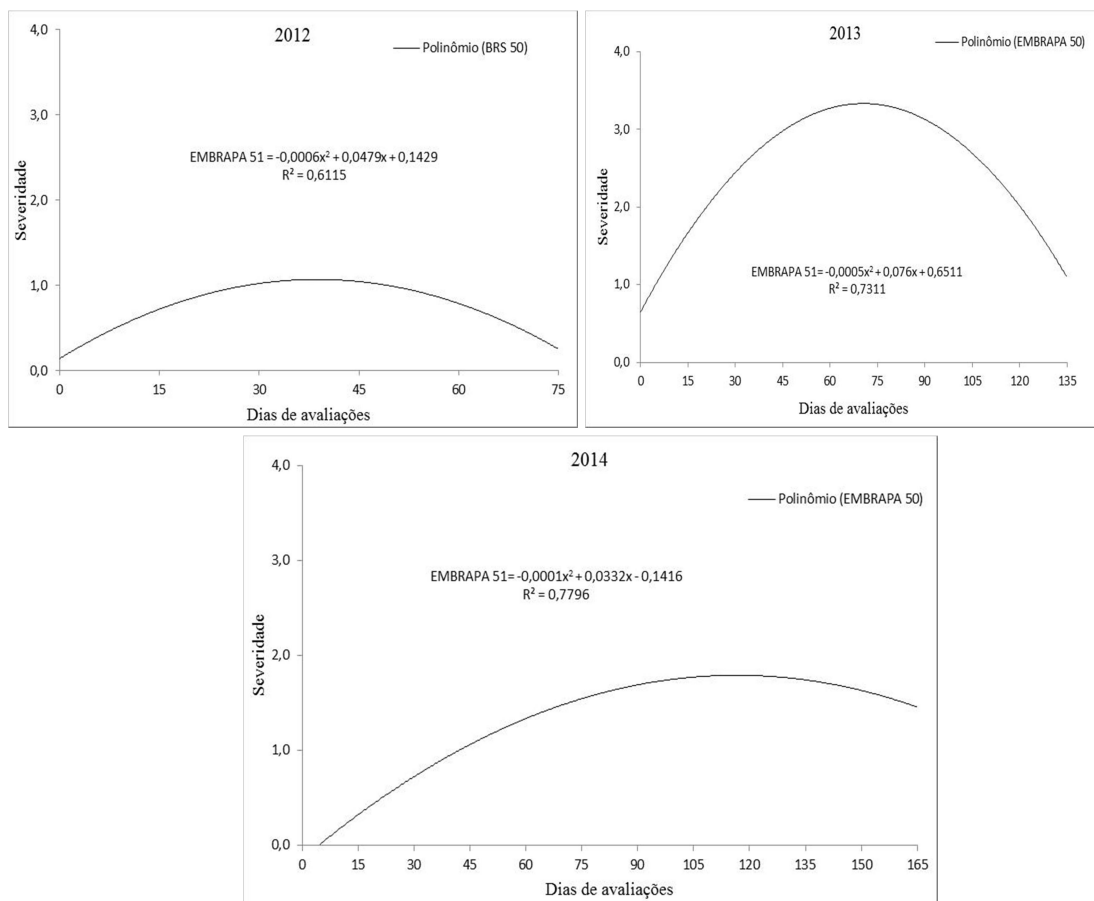 2012
Polinômio (BRS 50)
4,0
3,0
2,0
1,0
0,0
Severidade
EMBRAPA 51 = -0,0006x² + 0,0479x + 0,1429
R² = 0,6115
0 15 30 45 60 75
Dias de avaliações
2013
Polinômio (EMBRAPA 50)
4,0
3,0
2,0
1,0
0,0
Severidade
EMBRAPA 51= -0,0005x² + 0,076x + 0,6511
R² = 0,7311
0 15 30 45 60 75 90 105 120 135
Dias de avaliações
2014
Polinômio (EMBRAPA 50)
4,0
3,0
2,0
1,0
0,0
Severidade
EMBRAPA 51= -0,0001x² + 0,0332x - 0,1416
R² = 0,7796
0 15 30 45 60 75 90 105 120 135 150 165
Dias de avaliações